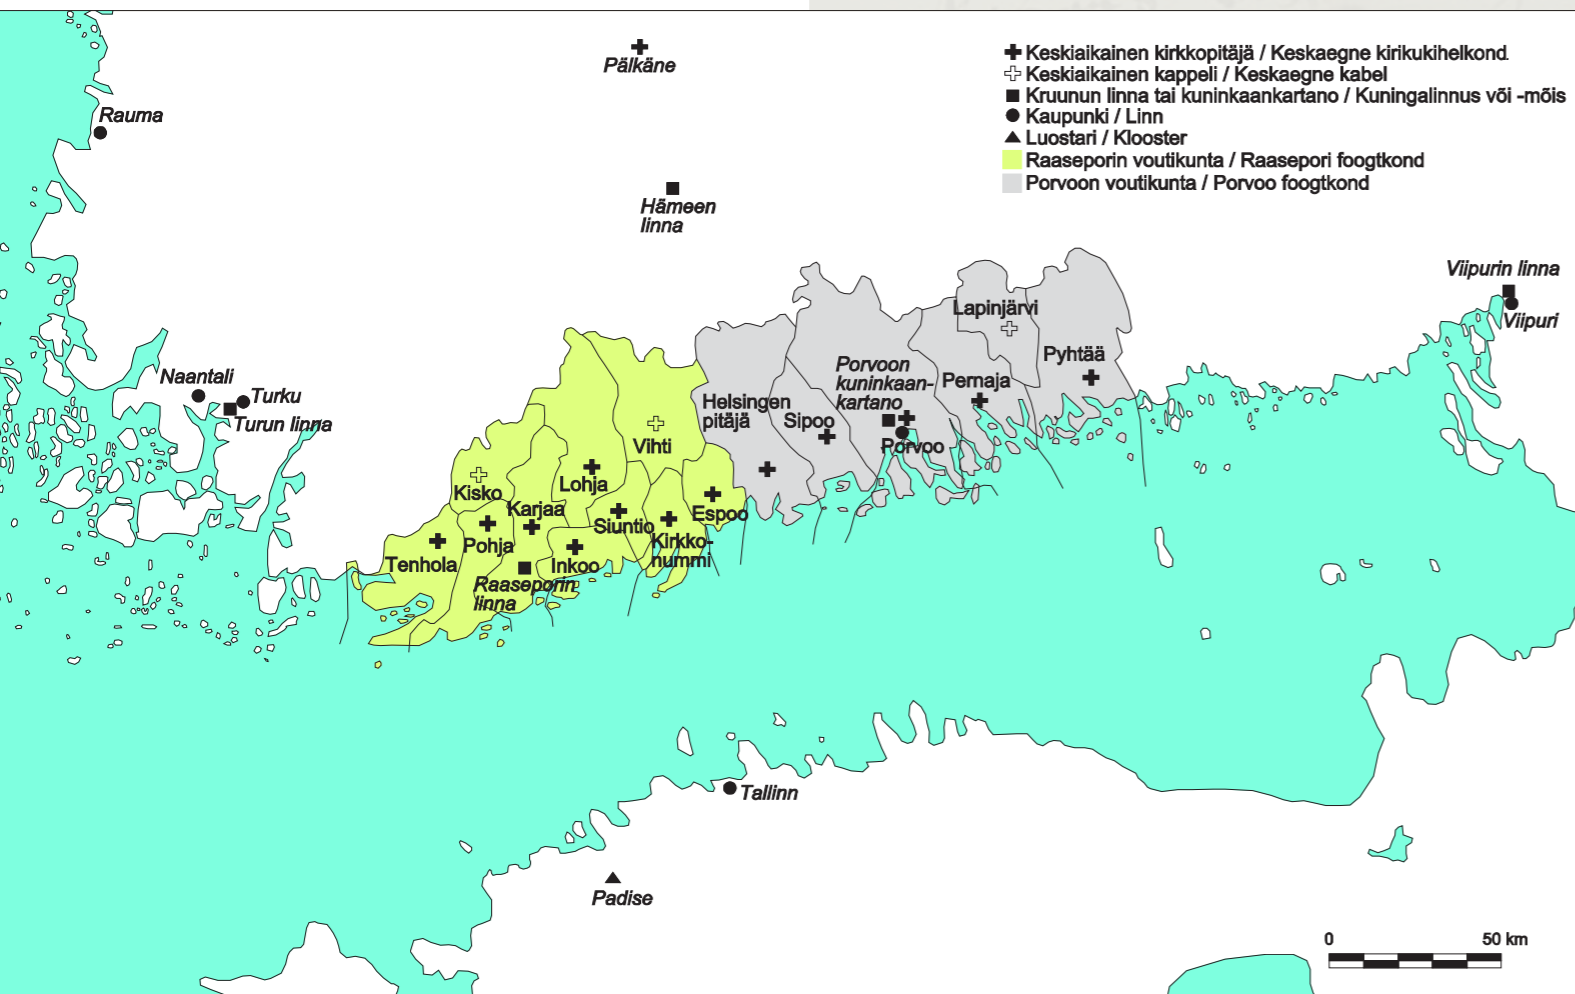 Pälkäne
Keskiaikainen kirkkopitäjä / Keskaegne kirikukihelkond
Keskiaikainen kappeli / Keskaegne kabel
Kruunun linna tai kuninkaankartano / Kuningalinnus või -mõis
Kaupunki / Linn
Luostari / Klooster
Raaseporin voutikunta / Raasepori foogtkond
Porvoon voutikunta / Porvoo foogtkond
Rauma
Hämeen
linna
Viipurin linna
Viipuri
Lapinjärvi
Pyhtää
Porvoon
kuninkaan-
kartano
Pernaja
Naantali
Turku
Turun linna
Helsingen
pitäjä
Sipoo
Porvoo
Vihti
Kisko
Lohja
Karjaa
Siuntio
Espoo
Pohja
Kirkko-
nummi
Tenhola
Inkoo
Raaseporin
linna
Tallinn
Padise
0 50 km